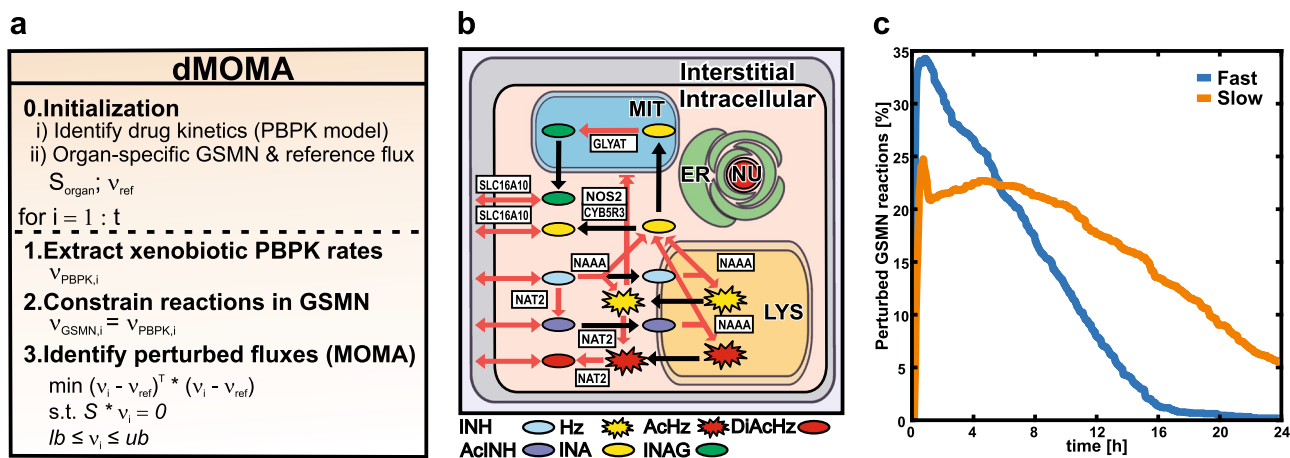 a
dMOMA
0.Initialization
i) Identify drug kinetics (PBPK model)
ii) Organ-specific GSMN & reference flux
S_organ; ν_ref
for i = 1 : t
1.Extract xenobiotic PBPK rates
ν_PBPK,i
2.Constrain reactions in GSMN
ν_GSMN,i = ν_PBPK,i
3.Identify perturbed fluxes (MOMA)
min (ν_i - ν_ref)^T * (ν_i - ν_ref)
s.t. S * ν_i = 0
lb ≤ ν_i ≤ ub
b
Interstitial
Intracellular
MIT
GLYAT
ER
NU
SLC16A10
NOS2
SLC16A10
CYB5R3
NAAA
NAAA
NAT2
LYS
NAAA
NAT2
NAT2
INH Hz AcHz DiAcHz
AcINH INA INAG
c
Perturbed GSMN reactions [%]
35
30
25
20
15
10
5
0
Fast
Slow
0 4 8 12 16 20 24
time [h]